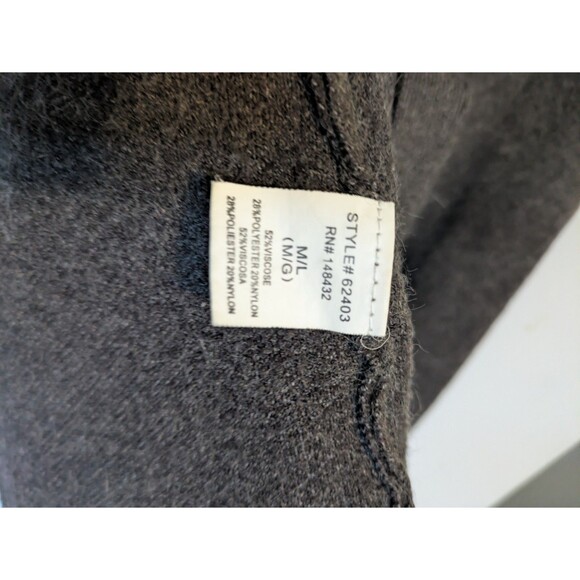 STYLE# 62403
RN# 148432
M/L
(M/G)
52%VISCOSE
28%POLYESTER 20%NYLON
52%VISCOSA
28%POLIESTER 20%NYLON